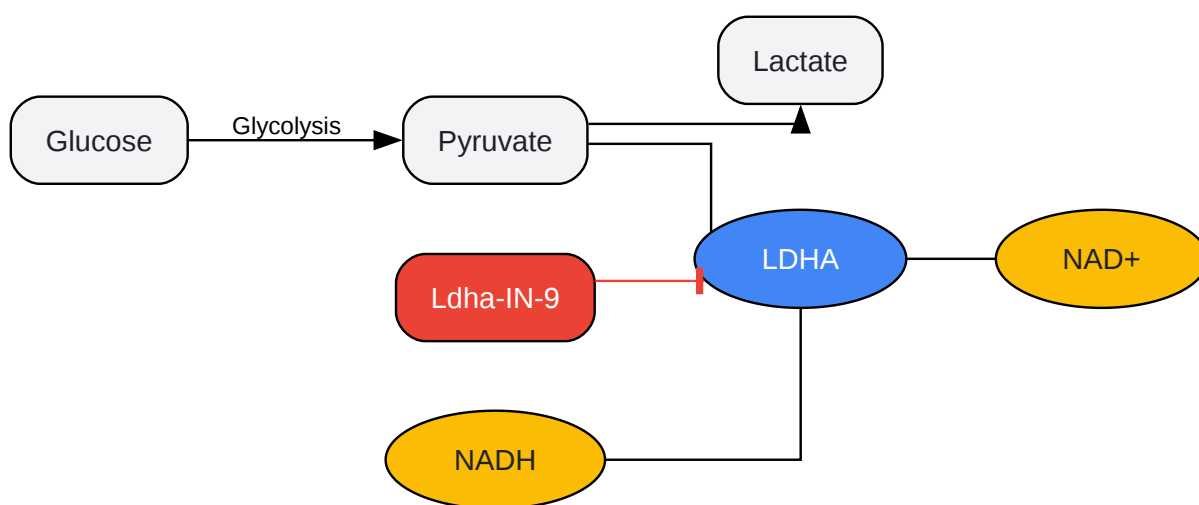 Lactate
Glucose
Glycolysis
Pyruvate
LDHA
NAD+
Ldha-IN-9
NADH